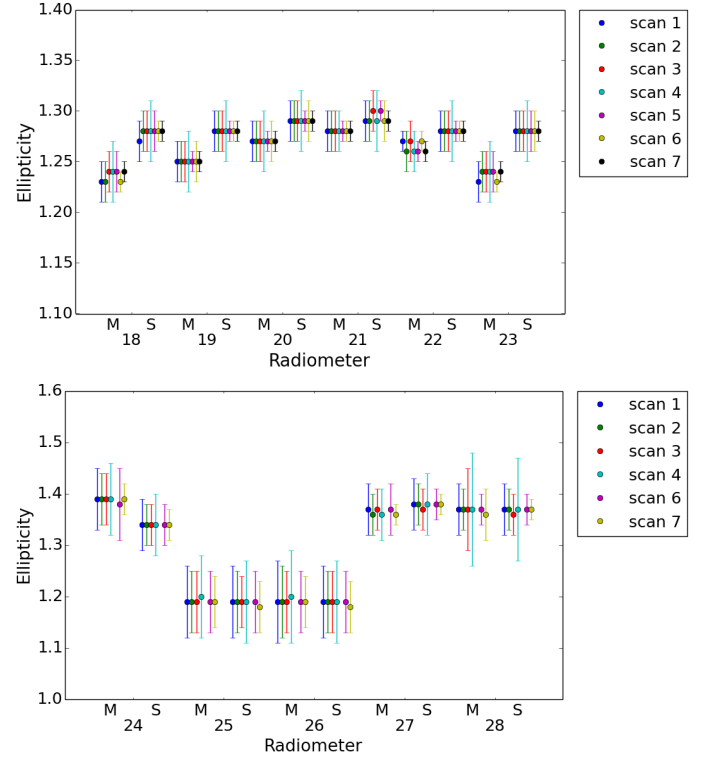 1.40
1.35
1.30
1.25
1.20
1.15
1.10
Ellipticity
M S M S M S M S M S M S
18 19 20 21 22 23
Radiometer
scan 1
scan 2
scan 3
scan 4
scan 5
scan 6
scan 7
1.6
1.5
1.4
1.3
1.2
1.1
1.0
Ellipticity
M S M S M S M S M S
24 25 26 27 28
Radiometer
scan 1
scan 2
scan 3
scan 4
scan 6
scan 7